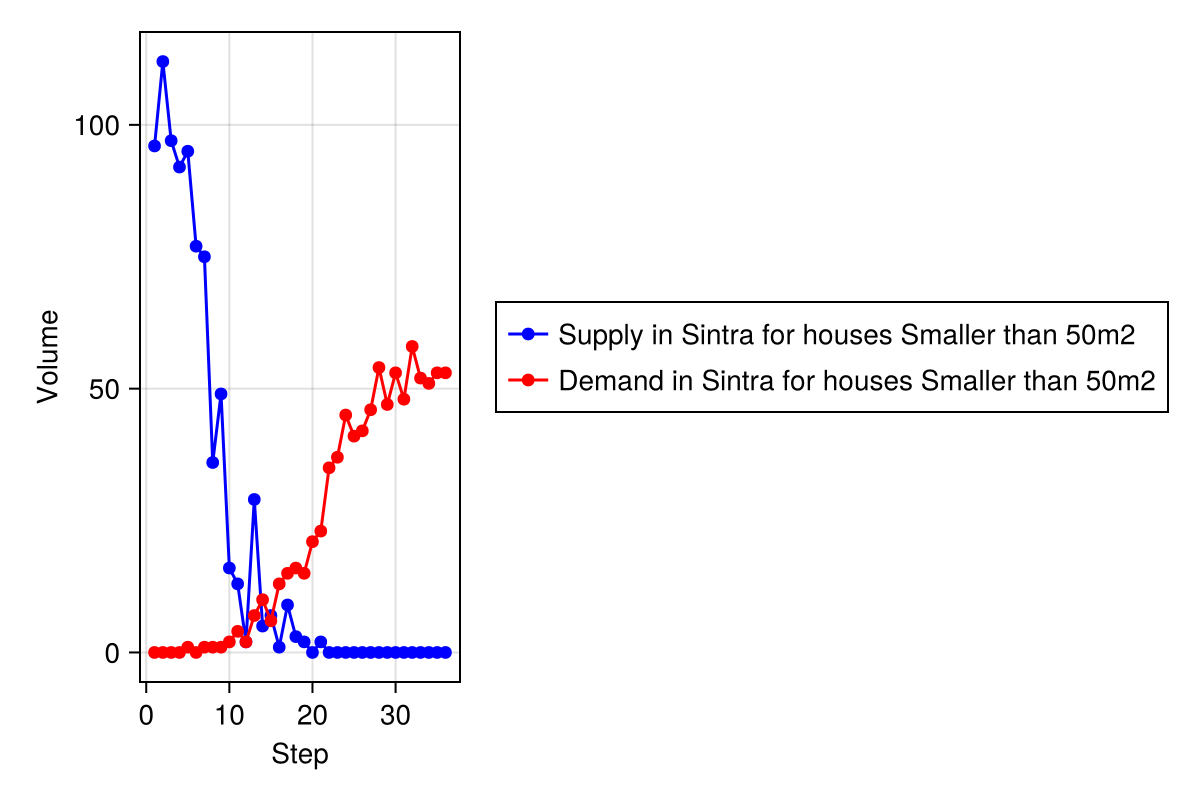 100
50
0
Volume
0 10 20 30
Step
Supply in Sintra for houses Smaller than 50m2
Demand in Sintra for houses Smaller than 50m2